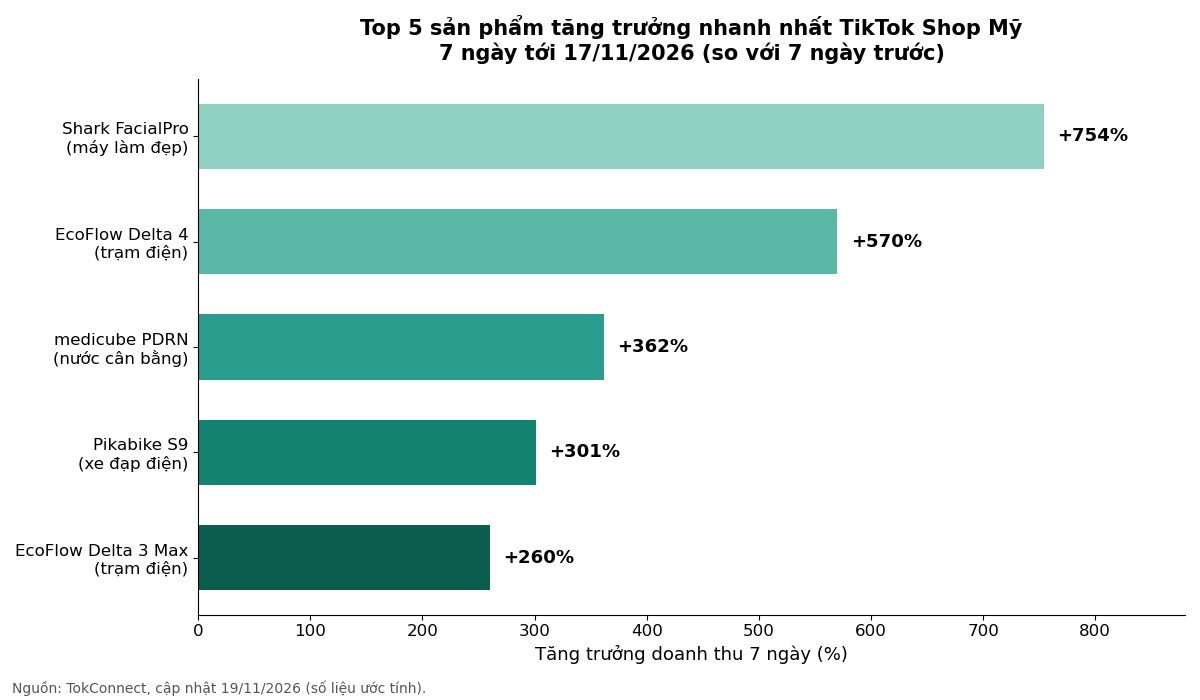 Top 5 sản phẩm tăng trưởng nhanh nhất TikTok Shop Mỹ
7 ngày tới 17/11/2026 (so với 7 ngày trước)
Shark FacialPro
(máy làm đẹp)
+754%
EcoFlow Delta 4
(trạm điện)
+570%
medicube PDRN
(nước cân bằng)
+362%
Pikabike S9
(xe đạp điện)
+301%
EcoFlow Delta 3 Max
(trạm điện)
+260%
0 100 200 300 400 500 600 700 800
Tăng trưởng doanh thu 7 ngày (%)
Nguồn: TokConnect, cập nhật 19/11/2026 (số liệu ước tính).